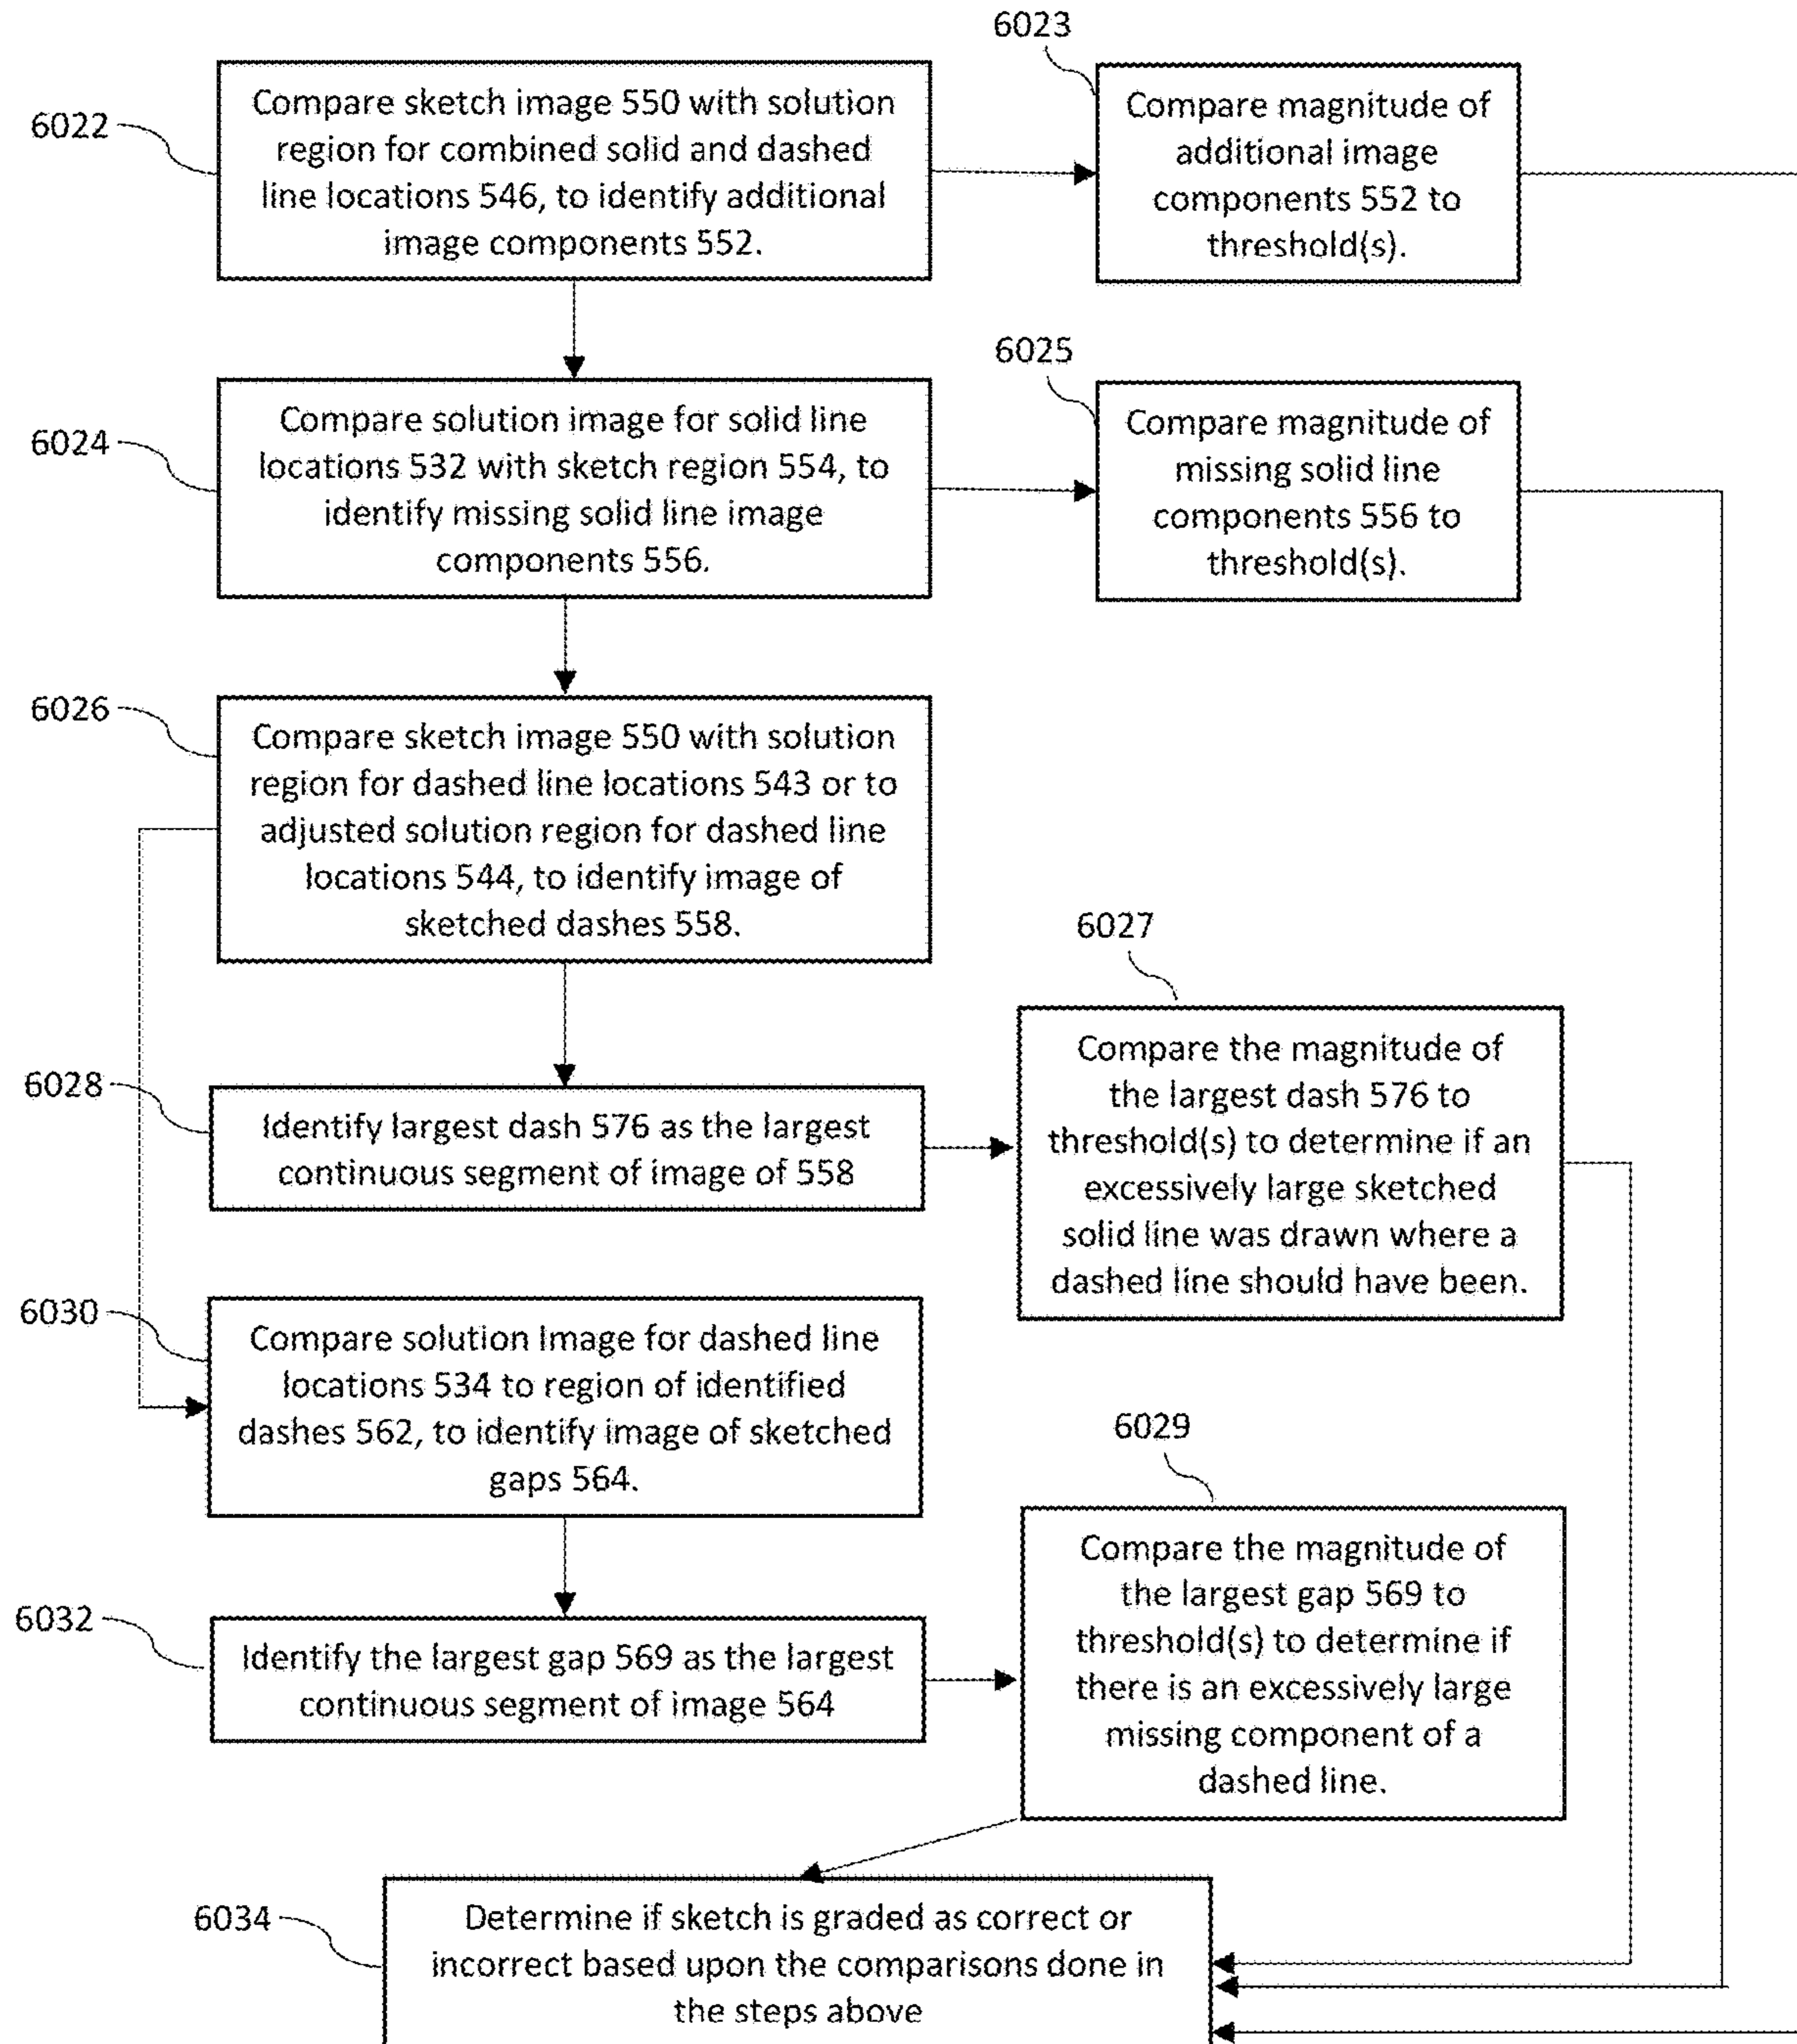 6022
Compare sketch image 550 with solution
region for combined solid and dashed
line locations 546, to identify additional
image components 552.
6023
Compare magnitude of
additional image
components 552 to
threshold(s).
6024
Compare solution image for solid line
locations 532 with sketch region 554, to
identify missing solid line image
components 556.
6025
Compare magnitude of
missing solid line
components 556 to
threshold(s).
6026
Compare sketch image 550 with solution
region for dashed line locations 543 or to
adjusted solution region for dashed line
locations 544, to identify image of
sketched dashes 558.
6028
Identify largest dash 576 as the largest
continuous segment of image of 558
6027
Compare the magnitude of
the largest dash 576 to
threshold(s) to determine if an
excessively large sketched
solid line was drawn where a
dashed line should have been.
6030
Compare solution Image for dashed line
locations 534 to region of identified
dashes 562, to identify image of sketched
gaps 564.
6032
Identify the largest gap 569 as the largest
continuous segment of image 564
6029
Compare the magnitude of
the largest gap 569 to
threshold(s) to determine if
there is an excessively large
missing component of a
dashed line.
6034
Determine if sketch is graded as correct or
incorrect based upon the comparisons done in
the steps above